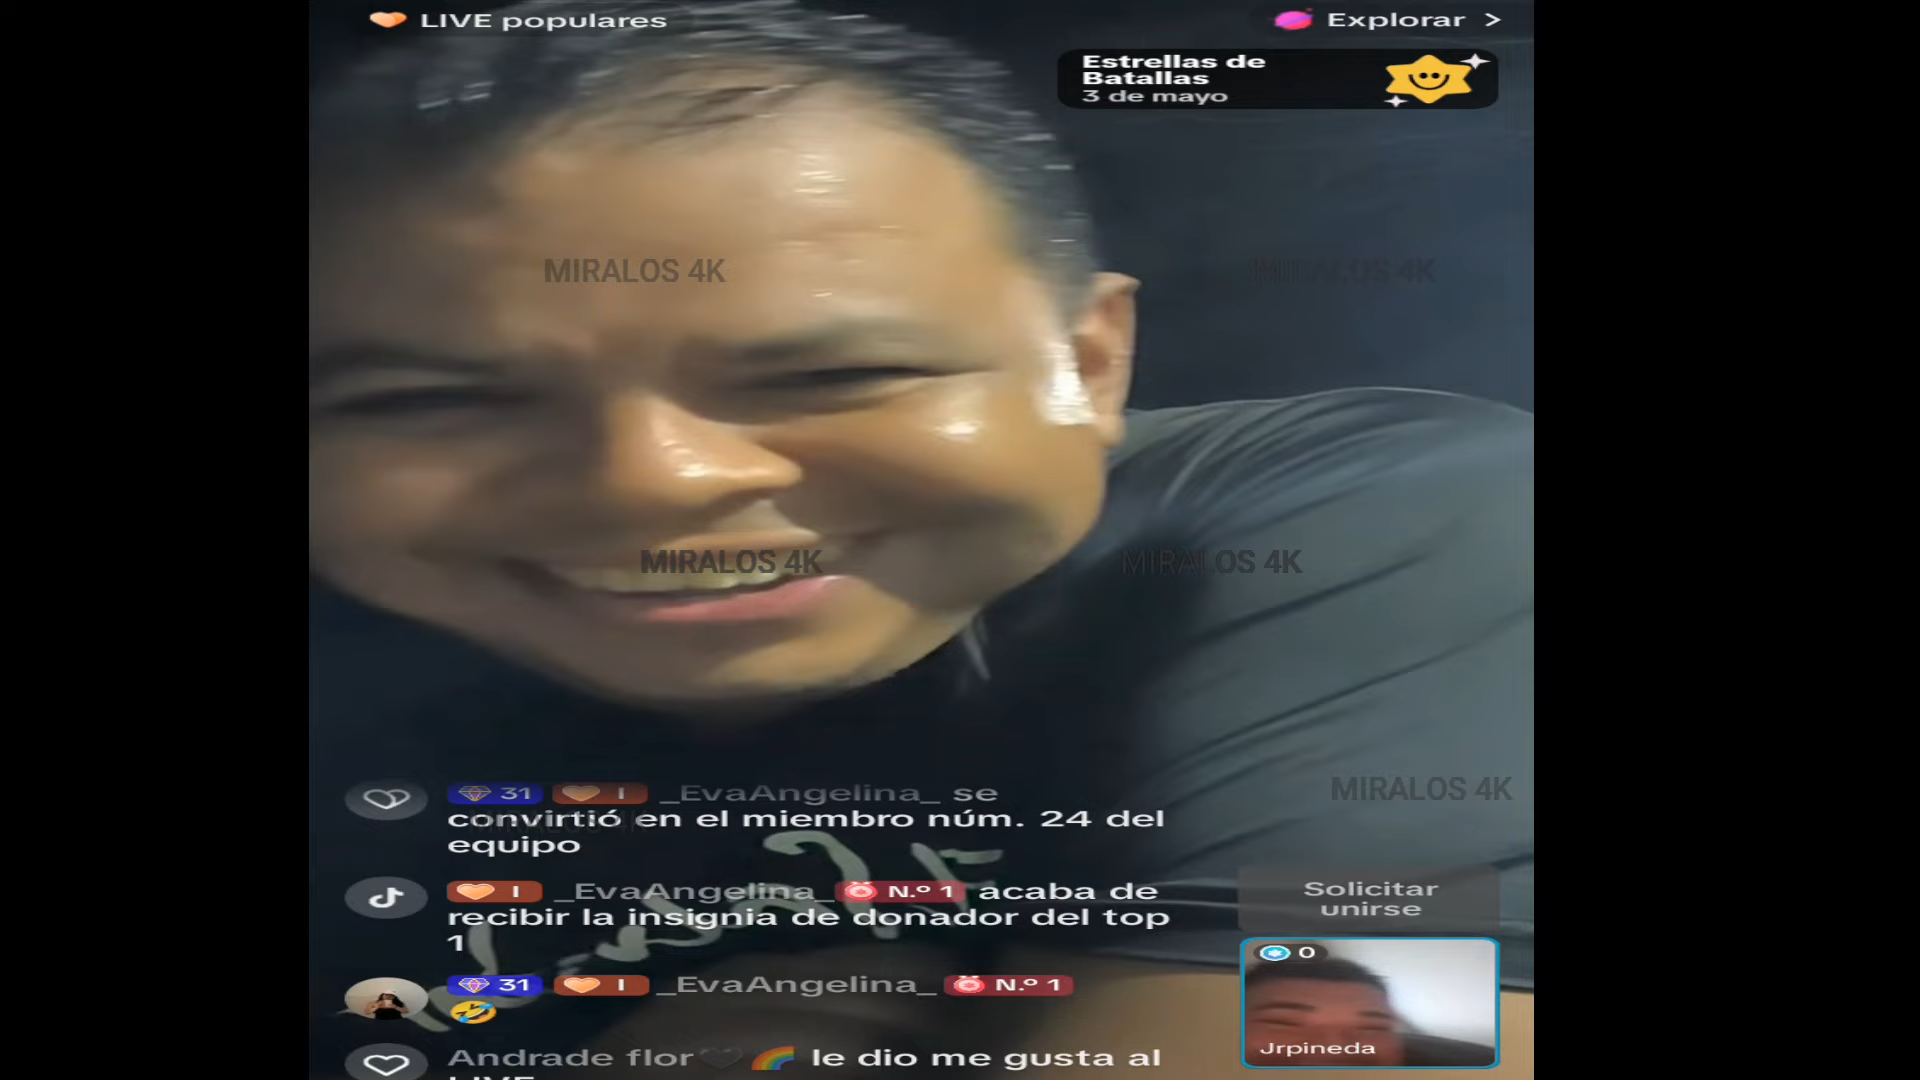 LIVE populares
Explorar >
Estrellas de
Batallas
3 de mayo
MIRALOS 4K
MIRALOS 4K
MIRALOS 4K
MIRALOS 4K
MIRALOS 4K
31 I _EvaAngelina_ se
convirtió en el miembro núm. 24 del
equipo
I _EvaAngelina_ N.º 1 acaba de
recibir la insignia de donador del top
1
31 I _EvaAngelina_ N.º 1
🤣
Andrade flor🖤🌈 le dio me gusta al
LIVE
Solicitar
unirse
0
Jrpineda